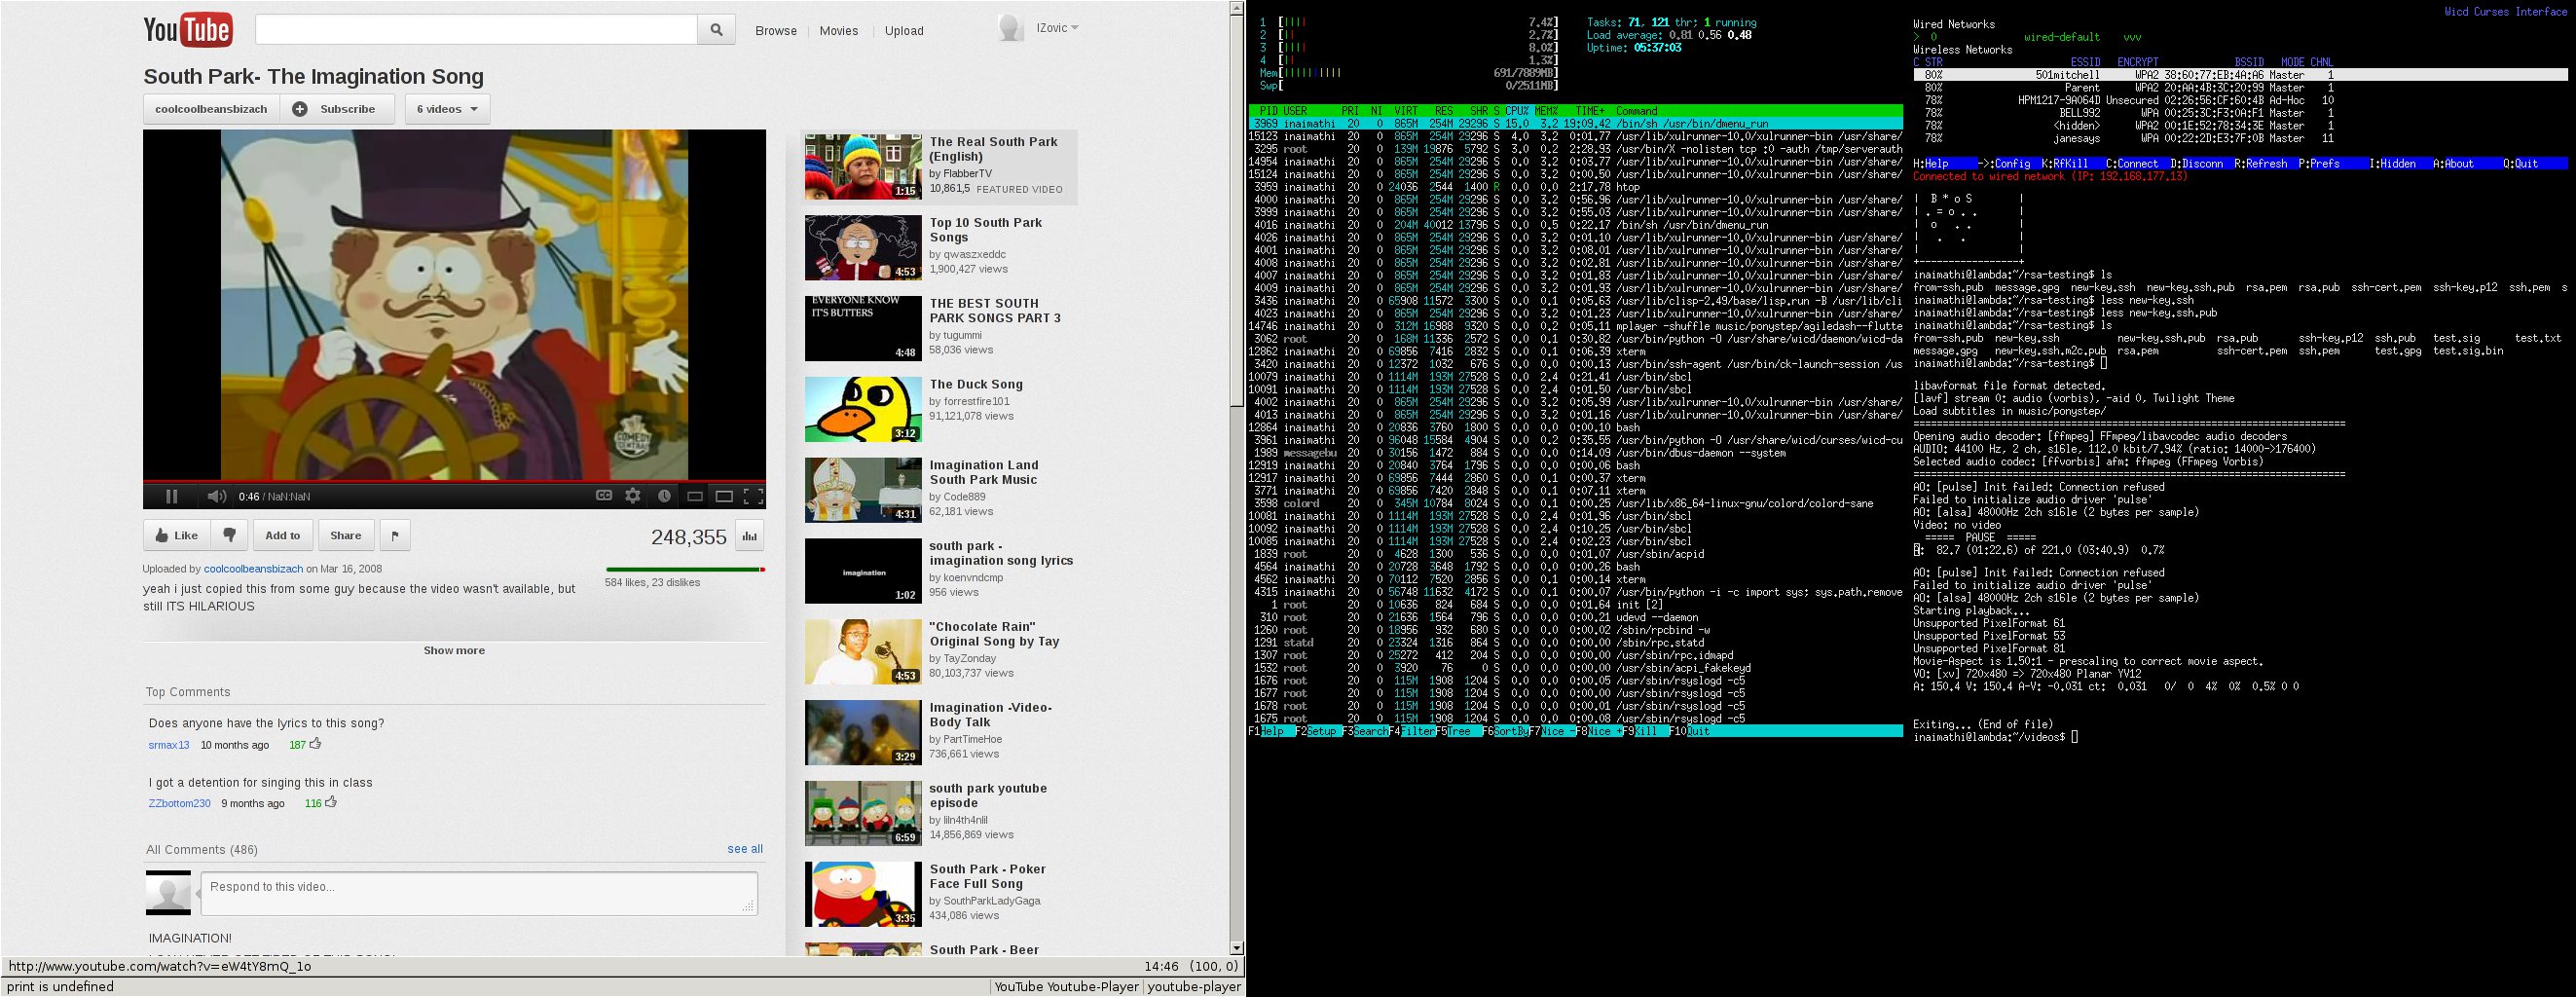 YouTube
Browse | Movies | Upload
IZovic
South Park- The Imagination Song
coolcoolbeansbizach Subscribe 6 videos
COMEDY CENTRAL
0:46 / NaN:NaN CC
Like Add to Share
248,355
Uploaded by coolcoolbeansbizach on Mar 16, 2008
584 likes, 23 dislikes
yeah i just copied this from some guy because the video wasn't available, but
still ITS HILARIOUS
Show more
Top Comments
Does anyone have the lyrics to this song?
srmax13 10 months ago 187
I got a detention for singing this in class
ZZbottom230 9 months ago 116
All Comments (486) see all
Respond to this video...
IMAGINATION!
1:15
The Real South Park
(English)
by FlabberTV
10,861,5 FEATURED VIDEO
4:53
Top 10 South Park
Songs
by qwaszxeddc
1,900,427 views
EVERYONE KNOW
IT'S BUTTERS
4:48
THE BEST SOUTH
PARK SONGS PART 3
by tugummi
58,036 views
3:12
The Duck Song
by forrestfire101
91,121,078 views
4:31
Imagination Land
South Park Music
by Code889
62,181 views
imagination
1:02
south park -
imagination song lyrics
by koenvndcmp
956 views
4:53
"Chocolate Rain"
Original Song by Tay
by TayZonday
80,103,737 views
3:29
Imagination -Video-
Body Talk
by PartTimeHoe
736,661 views
6:59
south park youtube
episode
by liln4th4nlil
14,856,869 views
3:35
South Park - Poker
Face Full Song
by SouthParkLadyGaga
434,086 views
South Park - Beer
http://www.youtube.com/watch?v=eW4tY8mQ_1o 14:46 (100, 0)
print is undefined YouTube Youtube-Player youtube-player
1 [|||| 7.4%]
2 [|| 2.7%]
3 [|||| 8.0%]
4 [|| 1.3%]
Mem[||||||||||| 691/7889MB]
Swp[ 0/2511MB]
Tasks: 71, 121 thr; 1 running
Load average: 0.81 0.56 0.48
Uptime: 05:37:03
PID USER PRI NI VIRT RES SHR S CPU% MEM% TIME+ Command
3969 inaimathi 20 0 865M 254M 29296 S 15.0 3.2 19:09.42 /bin/sh /usr/bin/dmenu_run
15123 inaimathi 20 0 865M 254M 29296 S 4.0 3.2 0:01.77 /usr/lib/xulrunner-10.0/xulrunner-bin /usr/share/
3295 root 20 0 139M 19876 5792 S 3.0 0.2 2:28.93 /usr/bin/X -nolisten tcp :0 -auth /tmp/serverauth
14954 inaimathi 20 0 865M 254M 29296 S 0.0 3.2 0:03.77 /usr/lib/xulrunner-10.0/xulrunner-bin /usr/share/
15124 inaimathi 20 0 865M 254M 29296 S 0.0 3.2 0:00.50 /usr/lib/xulrunner-10.0/xulrunner-bin /usr/share/
3959 inaimathi 20 0 24036 2544 1400 R 0.0 0.0 2:17.78 htop
4000 inaimathi 20 0 865M 254M 29296 S 0.0 3.2 0:56.96 /usr/lib/xulrunner-10.0/xulrunner-bin /usr/share/
3999 inaimathi 20 0 865M 254M 29296 S 0.0 3.2 0:55.03 /usr/lib/xulrunner-10.0/xulrunner-bin /usr/share/
4016 inaimathi 20 0 204M 40012 13796 S 0.0 0.5 0:22.17 /bin/sh /usr/bin/dmenu_run
4026 inaimathi 20 0 865M 254M 29296 S 0.0 3.2 0:01.10 /usr/lib/xulrunner-10.0/xulrunner-bin /usr/share/
4001 inaimathi 20 0 865M 254M 29296 S 0.0 3.2 0:08.01 /usr/lib/xulrunner-10.0/xulrunner-bin /usr/share/
4008 inaimathi 20 0 865M 254M 29296 S 0.0 3.2 0:02.81 /usr/lib/xulrunner-10.0/xulrunner-bin /usr/share/
4007 inaimathi 20 0 865M 254M 29296 S 0.0 3.2 0:01.83 /usr/lib/xulrunner-10.0/xulrunner-bin /usr/share/
4009 inaimathi 20 0 865M 254M 29296 S 0.0 3.2 0:01.93 /usr/lib/xulrunner-10.0/xulrunner-bin /usr/share/
3436 inaimathi 20 0 65908 11572 3300 S 0.0 0.1 0:05.63 /usr/lib/clisp-2.49/base/lisp.run -B /usr/lib/cli
4023 inaimathi 20 0 865M 254M 29296 S 0.0 3.2 0:01.23 /usr/lib/xulrunner-10.0/xulrunner-bin /usr/share/
14746 inaimathi 20 0 312M 16988 9320 S 0.0 0.2 0:05.11 mplayer -shuffle music/ponystep/agiledash--flutte
3062 root 20 0 168M 11336 2572 S 0.0 0.1 0:30.82 /usr/bin/python -O /usr/share/wicd/daemon/wicd-da
12862 inaimathi 20 0 69856 7416 2832 S 0.0 0.1 0:06.39 xterm
3420 inaimathi 20 0 12372 1032 676 S 0.0 0.0 0:00.13 /usr/bin/ssh-agent /usr/bin/ck-launch-session /us
10079 inaimathi 20 0 1114M 193M 27528 S 0.0 2.4 0:21.41 /usr/bin/sbcl
10091 inaimathi 20 0 1114M 193M 27528 S 0.0 2.4 0:01.50 /usr/bin/sbcl
4002 inaimathi 20 0 865M 254M 29296 S 0.0 3.2 0:05.99 /usr/lib/xulrunner-10.0/xulrunner-bin /usr/share/
4013 inaimathi 20 0 865M 254M 29296 S 0.0 3.2 0:01.16 /usr/lib/xulrunner-10.0/xulrunner-bin /usr/share/
12864 inaimathi 20 0 20836 3760 1800 S 0.0 0.0 0:00.10 bash
3961 inaimathi 20 0 96048 15584 4904 S 0.0 0.2 0:35.55 /usr/bin/python -O /usr/share/wicd/curses/wicd-cu
1989 messagebu 20 0 30156 1472 884 S 0.0 0.0 0:14.09 /usr/bin/dbus-daemon --system
12919 inaimathi 20 0 20840 3764 1796 S 0.0 0.0 0:00.06 bash
12917 inaimathi 20 0 69856 7444 2860 S 0.0 0.1 0:00.37 xterm
3771 inaimathi 20 0 69856 7420 2848 S 0.0 0.1 0:07.11 xterm
3598 colord 20 0 345M 10784 8024 S 0.0 0.1 0:00.25 /usr/lib/x86_64-linux-gnu/colord/colord-sane
10081 inaimathi 20 0 1114M 193M 27528 S 0.0 2.4 0:01.96 /usr/bin/sbcl
10092 inaimathi 20 0 1114M 193M 27528 S 0.0 2.4 0:10.25 /usr/bin/sbcl
10085 inaimathi 20 0 1114M 193M 27528 S 0.0 2.4 0:02.23 /usr/bin/sbcl
1839 root 20 0 4628 1300 536 S 0.0 0.0 0:01.07 /usr/sbin/acpid
4564 inaimathi 20 0 20728 3648 1792 S 0.0 0.0 0:00.26 bash
4562 inaimathi 20 0 70112 7520 2856 S 0.0 0.1 0:00.14 xterm
4315 inaimathi 20 0 56748 11632 4172 S 0.0 0.1 0:00.07 /usr/bin/python -i -c import sys; sys.path.remove
1 root 20 0 10636 824 684 S 0.0 0.0 0:01.64 init [2]
310 root 20 0 21636 1564 796 S 0.0 0.0 0:00.21 udevd --daemon
1260 root 20 0 18956 932 680 S 0.0 0.0 0:00.02 /sbin/rpcbind -w
1291 statd 20 0 23324 1316 864 S 0.0 0.0 0:00.00 /sbin/rpc.statd
1307 root 20 0 25272 412 204 S 0.0 0.0 0:00.00 /usr/sbin/rpc.idmapd
1532 root 20 0 3920 76 0 S 0.0 0.0 0:00.00 /usr/sbin/acpi_fakekeyd
1676 root 20 0 115M 1908 1204 S 0.0 0.0 0:00.05 /usr/sbin/rsyslogd -c5
1677 root 20 0 115M 1908 1204 S 0.0 0.0 0:00.00 /usr/sbin/rsyslogd -c5
1678 root 20 0 115M 1908 1204 S 0.0 0.0 0:00.01 /usr/sbin/rsyslogd -c5
1675 root 20 0 115M 1908 1204 S 0.0 0.0 0:00.08 /usr/sbin/rsyslogd -c5
F1Help F2Setup F3SearchF4FilterF5Tree F6SortByF7Nice -F8Nice +F9Kill F10Quit
Wicd Curses Interface
Wired Networks
> 0 wired-default vvv
Wireless Networks
C STR ESSID ENCRYPT BSSID MODE CHNL
80% 501mitchell WPA2 38:60:77:EB:4A:A6 Master 1
80% Parent WPA2 20:AA:4B:3C:20:99 Master 1
78% HPM1217-9A064D Unsecured 02:26:56:CF:60:4B Ad-Hoc 10
78% BELL992 WPA 00:25:3C:F3:0A:F1 Master 1
78% <hidden> WPA2 00:1E:52:78:34:3E Master 1
78% janesays WPA 00:22:2D:E3:7F:0B Master 11
H:Help ->:Config K:RfKill C:Connect D:Disconn R:Refresh P:Prefs I:Hidden A:About Q:Quit
Connected to wired network (IP: 192.168.177.13)
| B * o S |
| . = o . . |
| o . . |
| . . |
| |
+-----------------+
inaimathi@lambda:~/rsa-testing$ ls
from-ssh.pub message.gpg new-key.ssh new-key.ssh.pub rsa.pem rsa.pub ssh-cert.pem ssh-key.p12 ssh.pem s
inaimathi@lambda:~/rsa-testing$ less new-key.ssh
inaimathi@lambda:~/rsa-testing$ less new-key.ssh.pub
inaimathi@lambda:~/rsa-testing$ ls
from-ssh.pub new-key.ssh new-key.ssh.pub rsa.pub ssh-key.p12 ssh.pub test.sig test.txt
message.gpg new-key.ssh.m2c.pub rsa.pem ssh-cert.pem ssh.pem test.gpg test.sig.bin
inaimathi@lambda:~/rsa-testing$
libavformat file format detected.
[lavf] stream 0: audio (vorbis), -aid 0, Twilight Theme
Load subtitles in music/ponystep/
==========================================================================
Opening audio decoder: [ffmpeg] FFmpeg/libavcodec audio decoders
AUDIO: 44100 Hz, 2 ch, s16le, 112.0 kbit/7.94% (ratio: 14000->176400)
Selected audio codec: [ffvorbis] afm: ffmpeg (FFmpeg Vorbis)
==========================================================================
AO: [pulse] Init failed: Connection refused
Failed to initialize audio driver 'pulse'
AO: [alsa] 48000Hz 2ch s16le (2 bytes per sample)
Video: no video
===== PAUSE =====
A: 82.7 (01:22.6) of 221.0 (03:40.9) 0.7%
AO: [pulse] Init failed: Connection refused
Failed to initialize audio driver 'pulse'
AO: [alsa] 48000Hz 2ch s16le (2 bytes per sample)
Starting playback...
Unsupported PixelFormat 61
Unsupported PixelFormat 53
Unsupported PixelFormat 81
Movie-Aspect is 1.50:1 - prescaling to correct movie aspect.
VO: [xv] 720x480 => 720x480 Planar YV12
A: 150.4 V: 150.4 A-V: -0.031 ct: 0.031 0/ 0 4% 0% 0.5% 0 0
Exiting... (End of file)
inaimathi@lambda:~/videos$